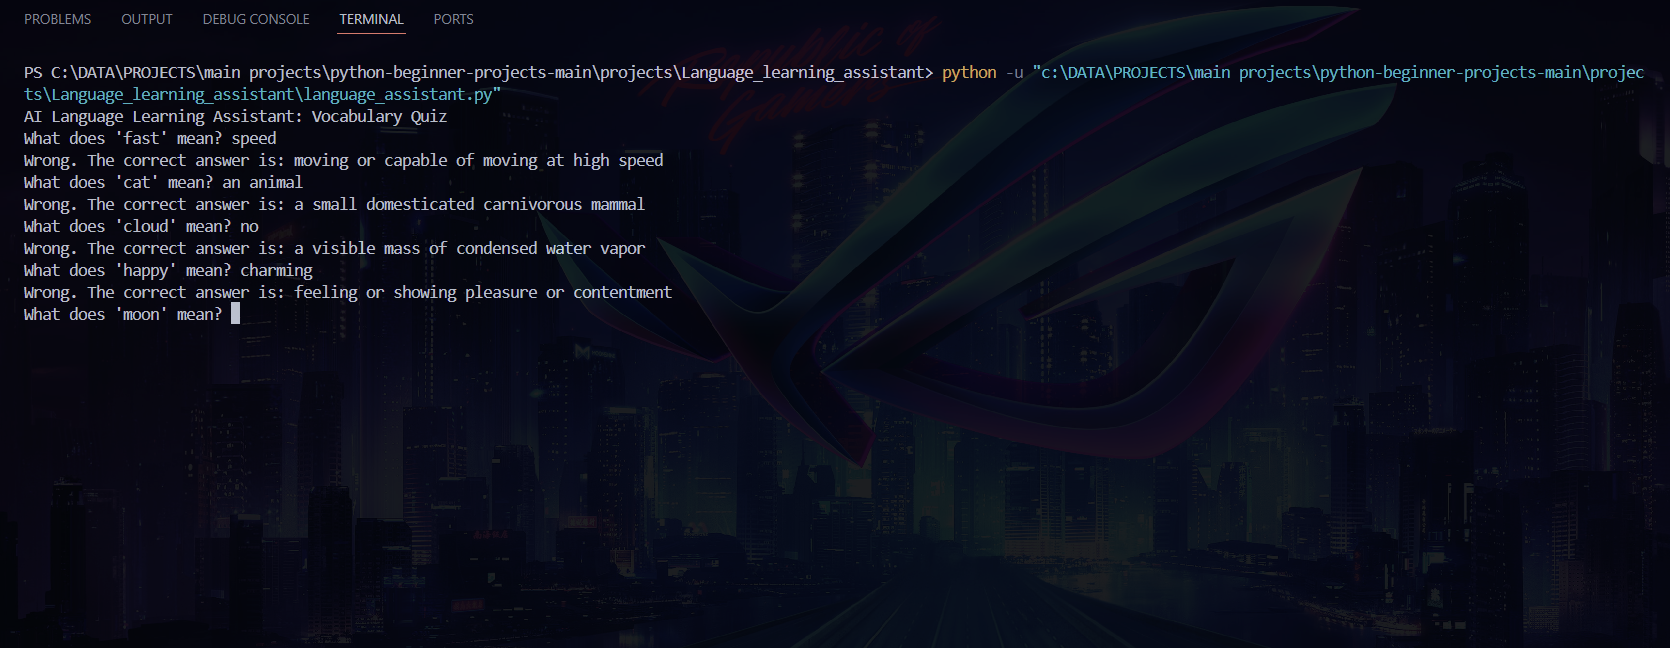 PROBLEMS OUTPUT DEBUG CONSOLE TERMINAL PORTS
Republic of
Gamers
PS C:\DATA\PROJECTS\main projects\python-beginner-projects-main\projects\Language_learning_assistant> python -u "c:\DATA\PROJECTS\main projects\python-beginner-projects-main\projec
ts\Language_learning_assistant\language_assistant.py"
AI Language Learning Assistant: Vocabulary Quiz
What does 'fast' mean? speed
Wrong. The correct answer is: moving or capable of moving at high speed
What does 'cat' mean? an animal
Wrong. The correct answer is: a small domesticated carnivorous mammal
What does 'cloud' mean? no
Wrong. The correct answer is: a visible mass of condensed water vapor
What does 'happy' mean? charming
Wrong. The correct answer is: feeling or showing pleasure or contentment
What does 'moon' mean?